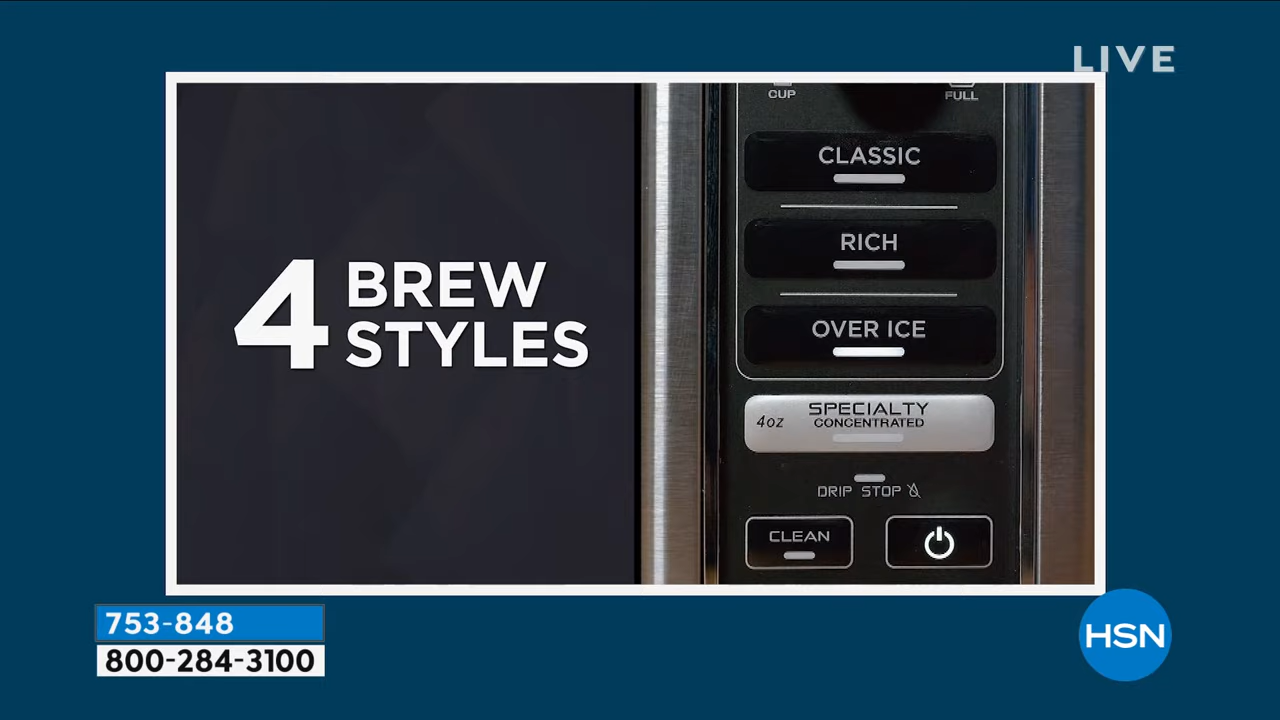 LIVE
CUP
FULL
CLASSIC
RICH
OVER ICE
4 BREW
STYLES
4oz
SPECIALTY
CONCENTRATED
DRIP STOP
CLEAN
753-848
800-284-3100
HSN